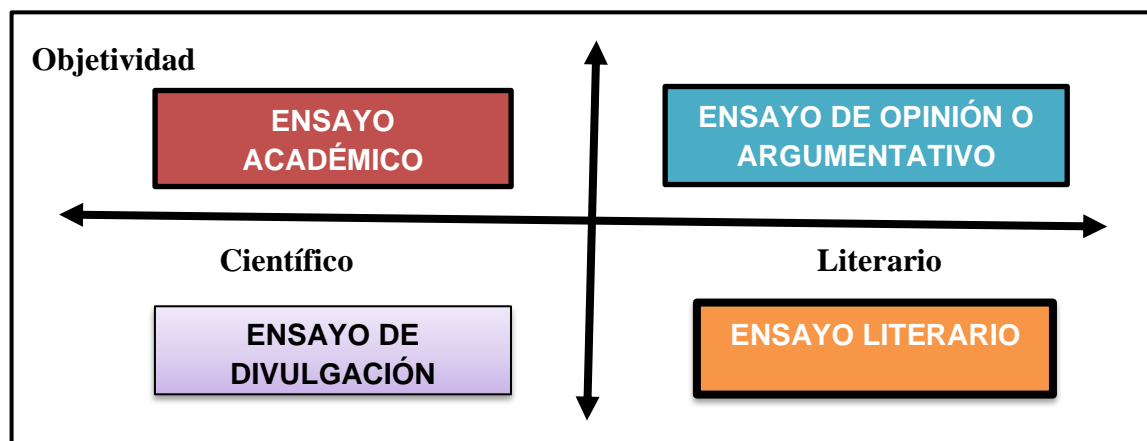 Objetividad
ENSAYO
ACADÉMICO
ENSAYO DE OPINIÓN O
ARGUMENTATIVO
Científico
Literario
ENSAYO DE
DIVULGACIÓN
ENSAYO LITERARIO